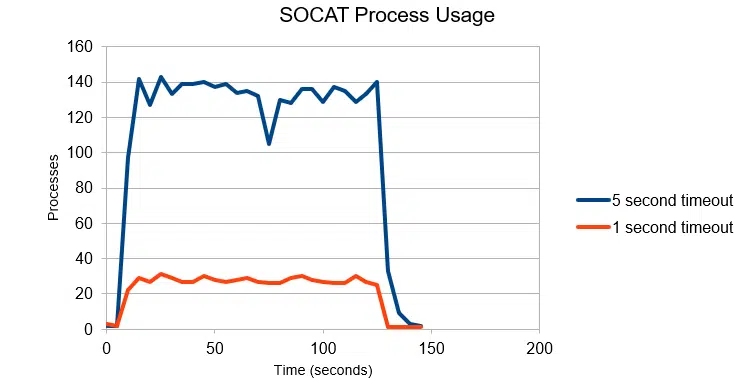 SOCAT Process Usage
160
140
120
100
80
60
40
20
0
Processes
0 50 100 150 200
Time (seconds)
5 second timeout
1 second timeout